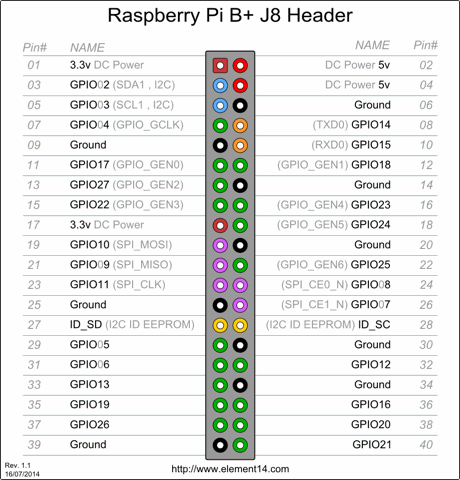 Raspberry Pi B+ J8 Header
Pin# NAME NAME Pin#
01 3.3v DC Power DC Power 5v 02
03 GPIO02 (SDA1 , I2C) DC Power 5v 04
05 GPIO03 (SCL1 , I2C) Ground 06
07 GPIO04 (GPIO_GCLK) (TXD0) GPIO14 08
09 Ground (RXD0) GPIO15 10
11 GPIO17 (GPIO_GEN0) (GPIO_GEN1) GPIO18 12
13 GPIO27 (GPIO_GEN2) Ground 14
15 GPIO22 (GPIO_GEN3) (GPIO_GEN4) GPIO23 16
17 3.3v DC Power (GPIO_GEN5) GPIO24 18
19 GPIO10 (SPI_MOSI) Ground 20
21 GPIO09 (SPI_MISO) (GPIO_GEN6) GPIO25 22
23 GPIO11 (SPI_CLK) (SPI_CE0_N) GPIO08 24
25 Ground (SPI_CE1_N) GPIO07 26
27 ID_SD (I2C ID EEPROM) (I2C ID EEPROM) ID_SC 28
29 GPIO05 Ground 30
31 GPIO06 GPIO12 32
33 GPIO13 Ground 34
35 GPIO19 GPIO16 36
37 GPIO26 GPIO20 38
39 Ground GPIO21 40
Rev. 1.1
16/07/2014 http://www.element14.com